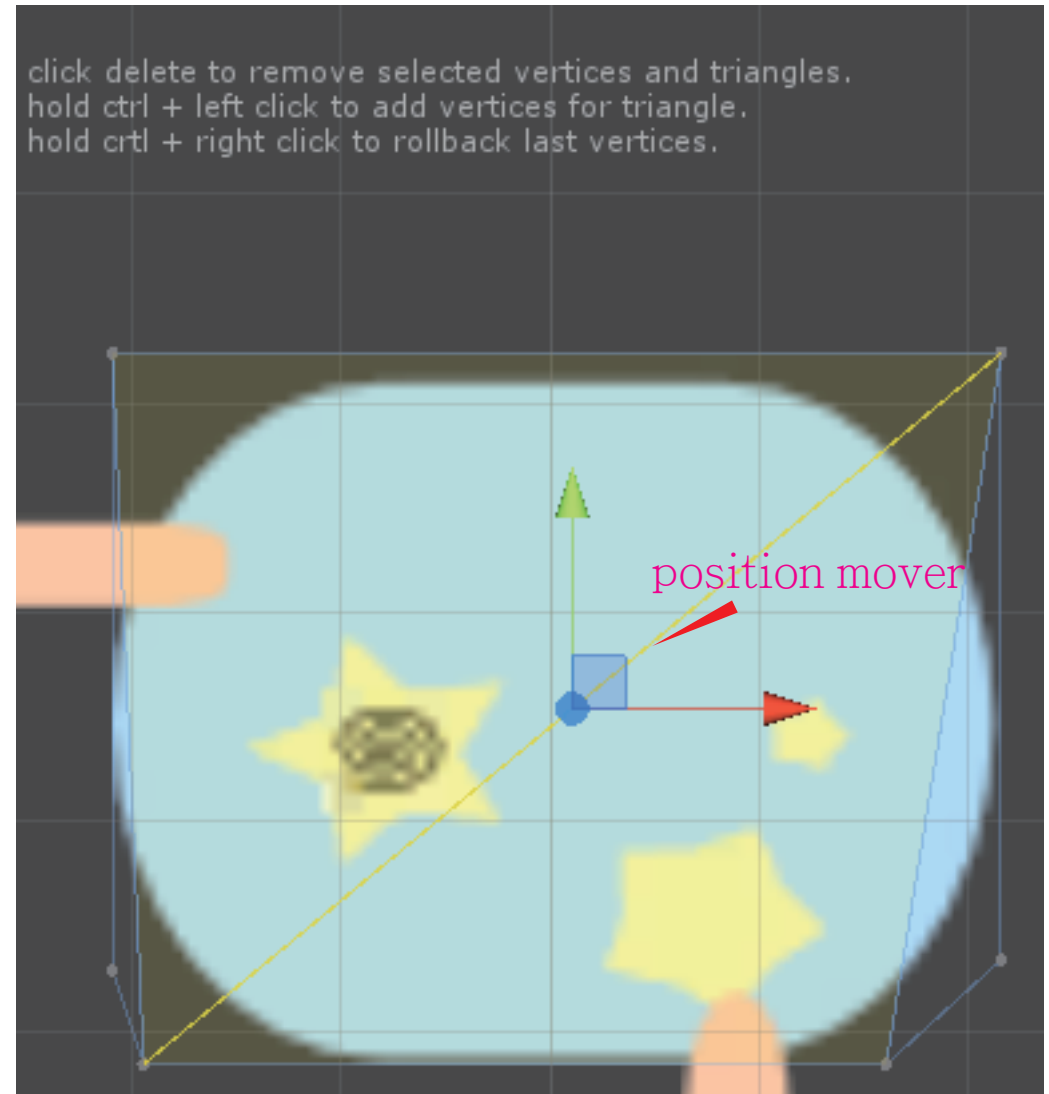 click delete to remove selected vertices and triangles.
hold ctrl + left click to add vertices for triangle.
hold crtl + right click to rollback last vertices.
position mover